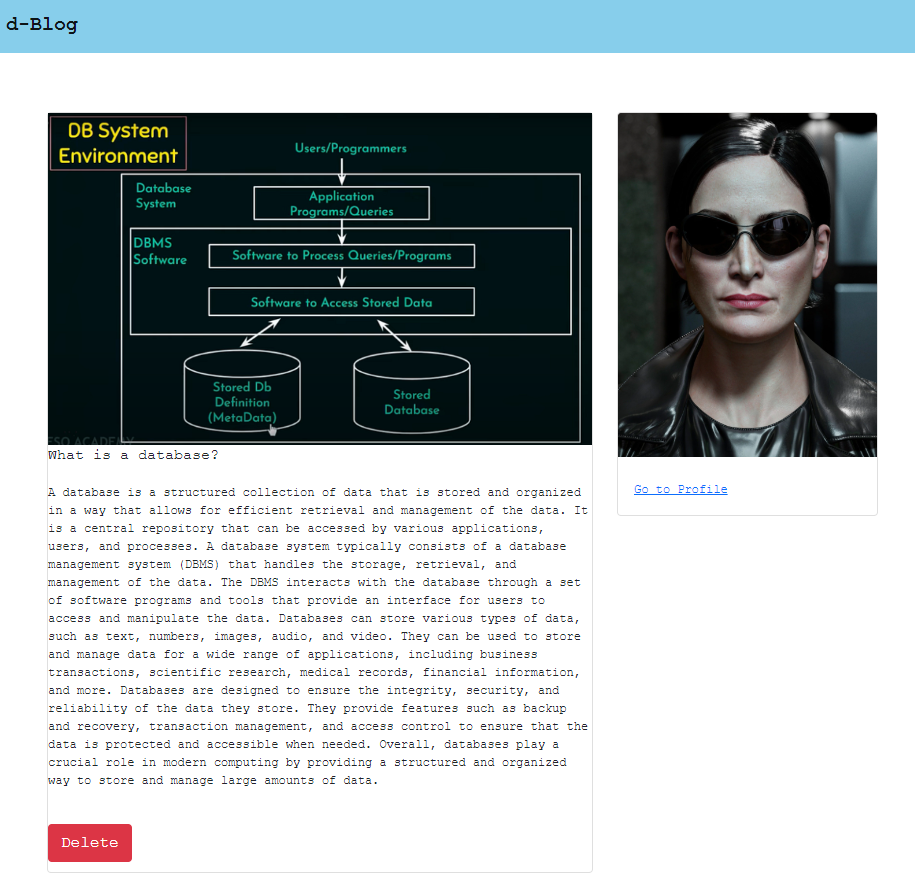 d-Blog
DB System
Environment
Users/Programmers
Database
System
Application
Programs/Queries
DBMS
Software
Software to Process Queries/Programs
Software to Access Stored Data
Stored Db
Definition
(MetaData)
Stored
Database
ESO ACADEMY
What is a database?
A database is a structured collection of data that is stored and organized
in a way that allows for efficient retrieval and management of the data. It
is a central repository that can be accessed by various applications,
users, and processes. A database system typically consists of a database
management system (DBMS) that handles the storage, retrieval, and
management of the data. The DBMS interacts with the database through a set
of software programs and tools that provide an interface for users to
access and manipulate the data. Databases can store various types of data,
such as text, numbers, images, audio, and video. They can be used to store
and manage data for a wide range of applications, including business
transactions, scientific research, medical records, financial information,
and more. Databases are designed to ensure the integrity, security, and
reliability of the data they store. They provide features such as backup
and recovery, transaction management, and access control to ensure that the
data is protected and accessible when needed. Overall, databases play a
crucial role in modern computing by providing a structured and organized
way to store and manage large amounts of data.
Delete
Go to Profile